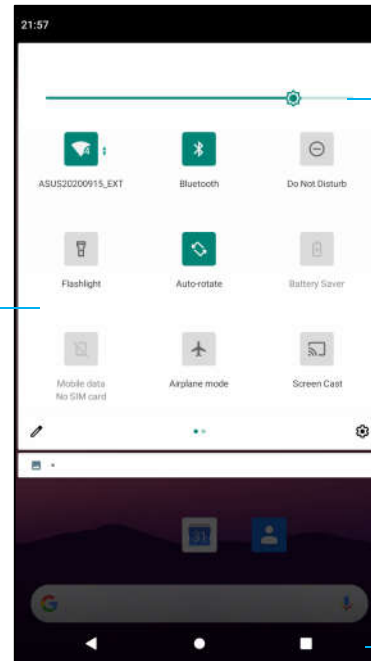 21:57
ASUS20200915_EXT
Bluetooth
Do Not Disturb
Flashlight
Auto-rotate
Battery Saver
Mobile data
No SIM card
Airplane mode
Screen Cast
31
G